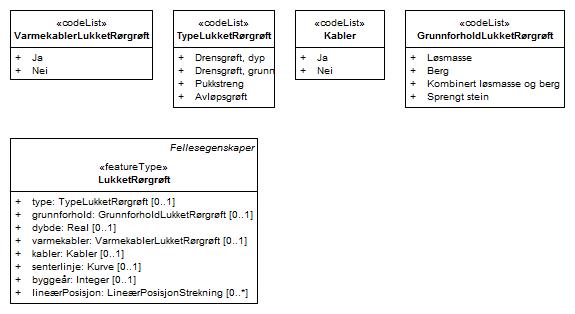 «codeList»
VarmekablerLukketRørgrøft
+ Ja
+ Nei
«codeList»
TypeLukketRørgrøft
+ Drensgrøft, dyp
+ Drensgrøft, grunn
+ Pukkstreng
+ Avløpsgrøft
«codeList»
Kabler
+ Ja
+ Nei
«codeList»
GrunnforholdLukketRørgrøft
+ Løsmasse
+ Berg
+ Kombinert løsmasse og berg
+ Sprengt stein
Fellesegenskaper
«featureType»
LukketRørgrøft
+ type: TypeLukketRørgrøft [0..1]
+ grunnforhold: GrunnforholdLukketRørgrøft [0..1]
+ dybde: Real [0..1]
+ varmekabler: VarmekablerLukketRørgrøft [0..1]
+ kabler: Kabler [0..1]
+ senterlinje: Kurve [0..1]
+ byggeår: Integer [0..1]
+ lineærPosisjon: LineærPosisjonStrekning [0..*]